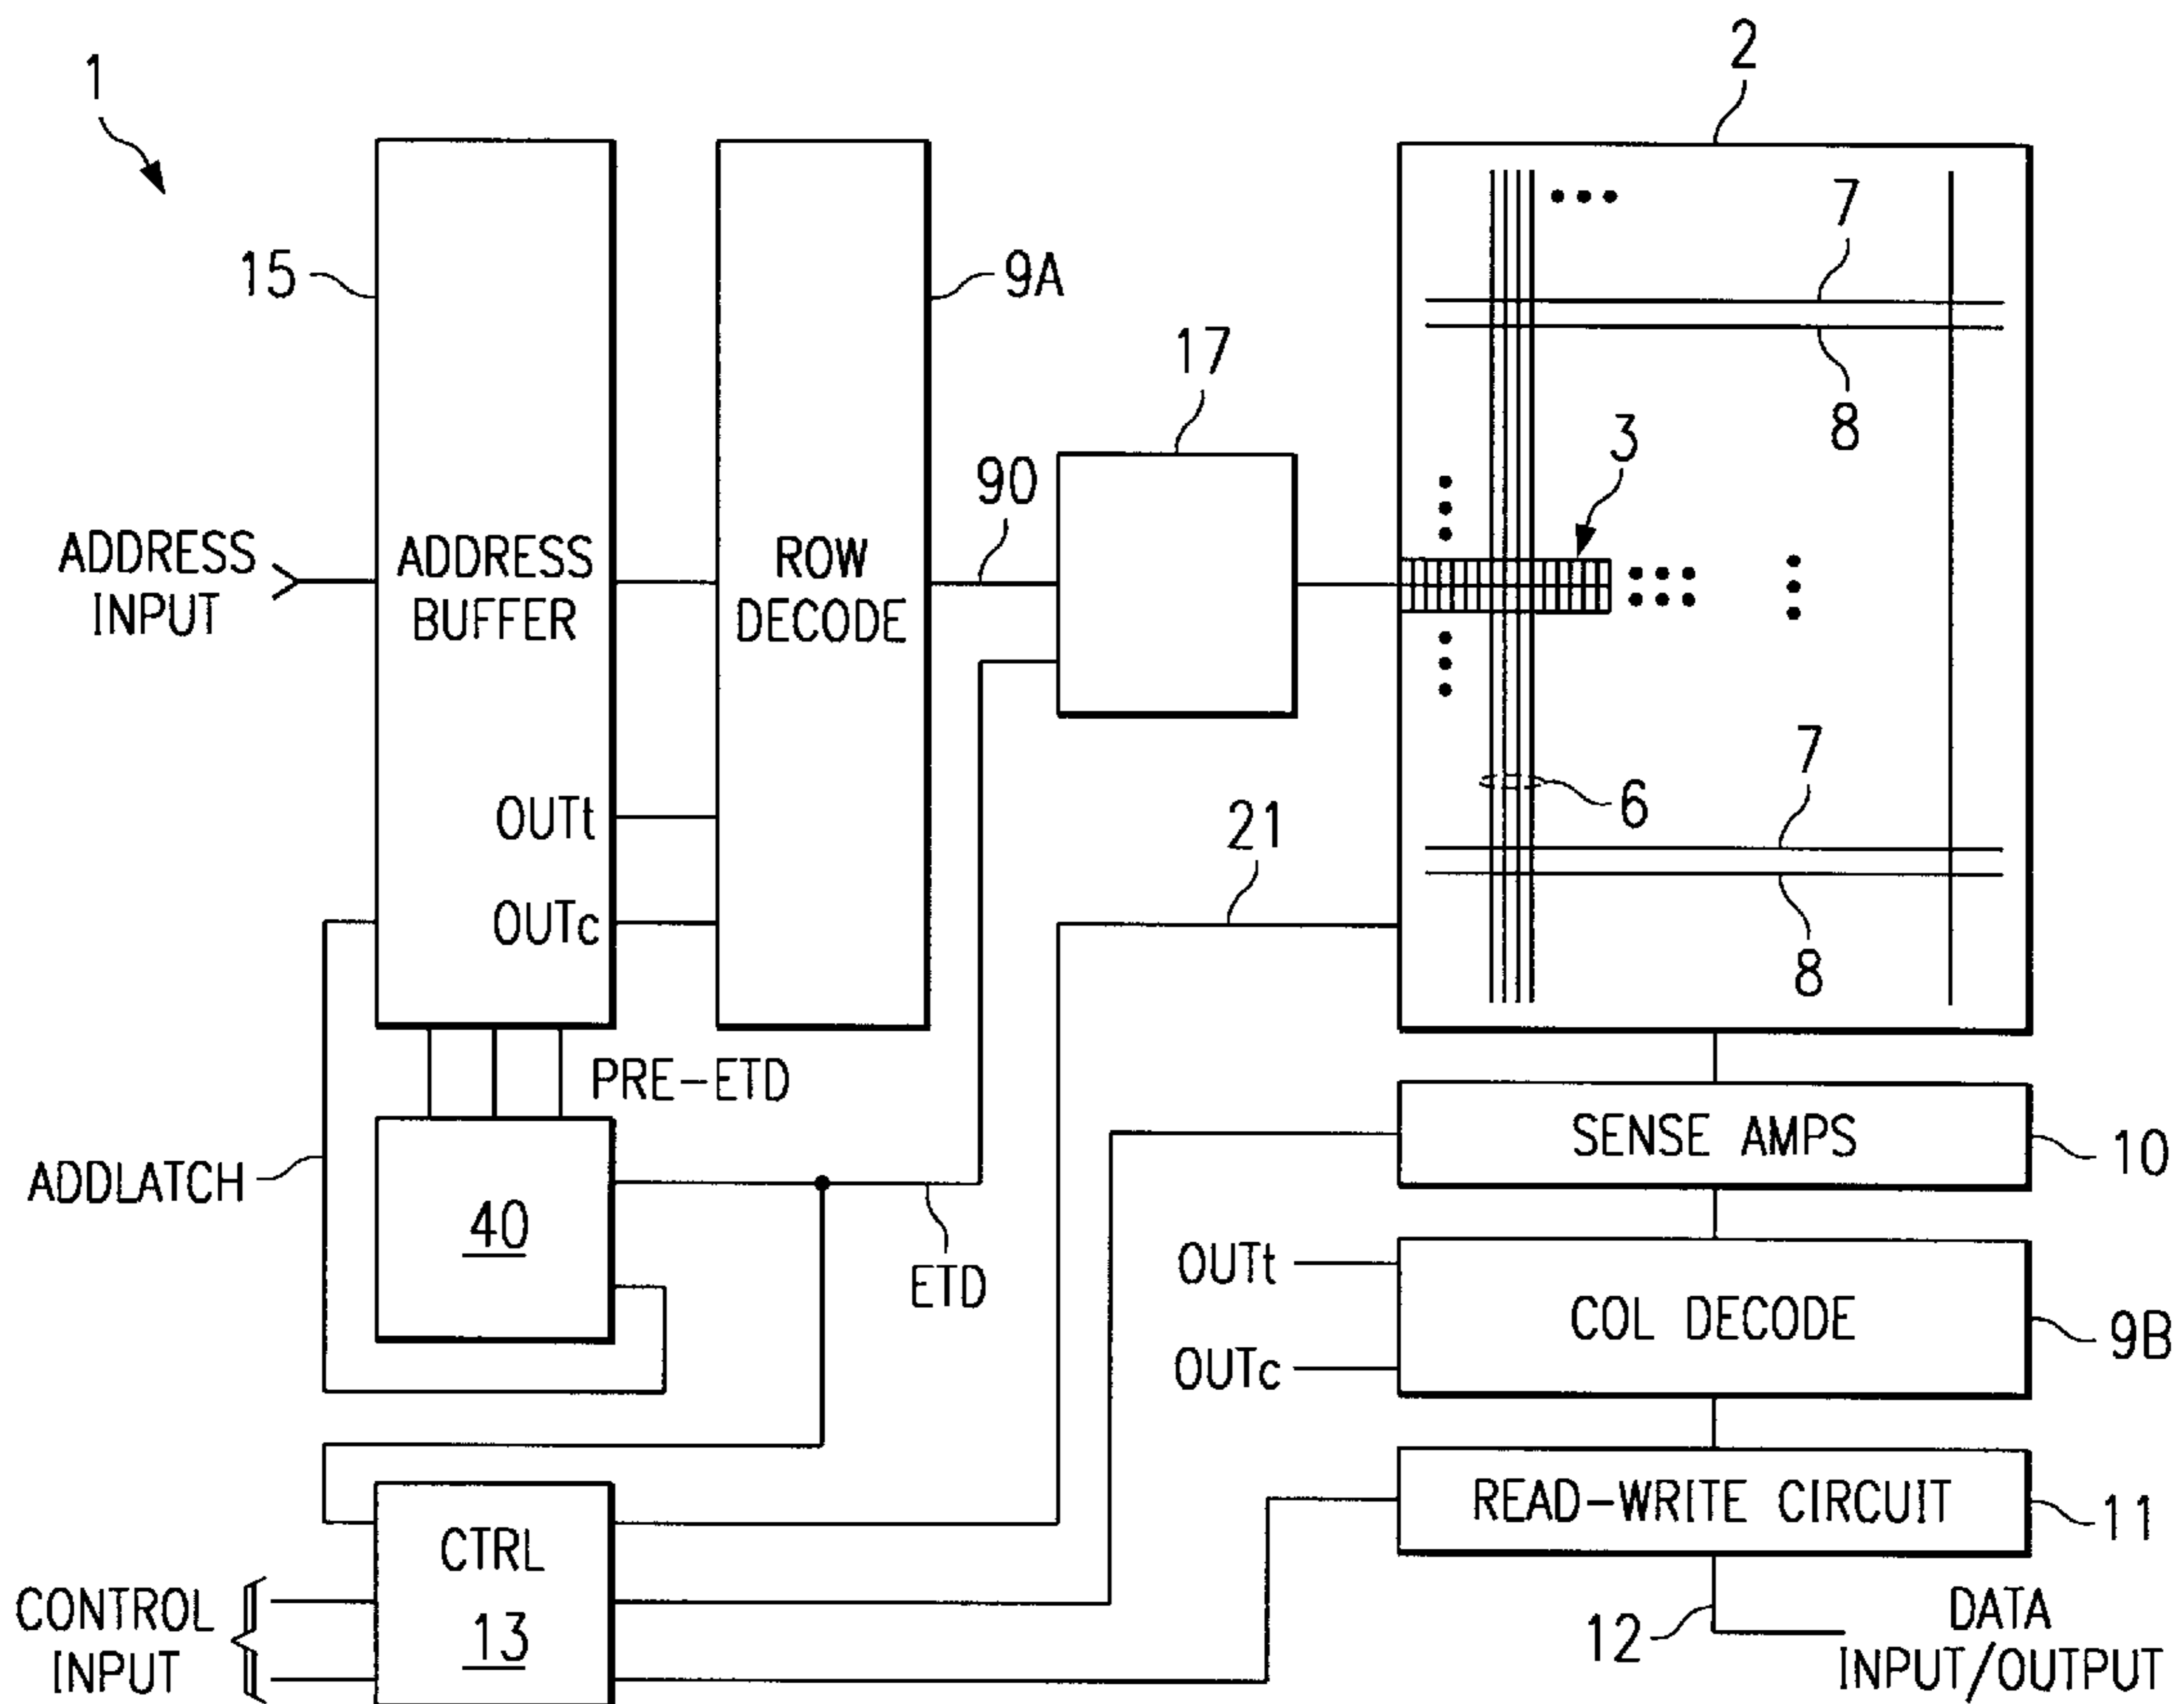 1
2
15
9A
7
8
17
3
90
ADDRESS
INPUT
ADDRESS
BUFFER
ROW
DECODE
OUTt
OUTc
7
6
21
8
PRE-ETD
ADDLATCH
40
ETD
SENSE AMPS
10
OUTt
OUTc
COL DECODE
9B
READ-WRITE CIRCUIT
11
CTRL
13
CONTROL
INPUT
12
DATA
INPUT/OUTPUT